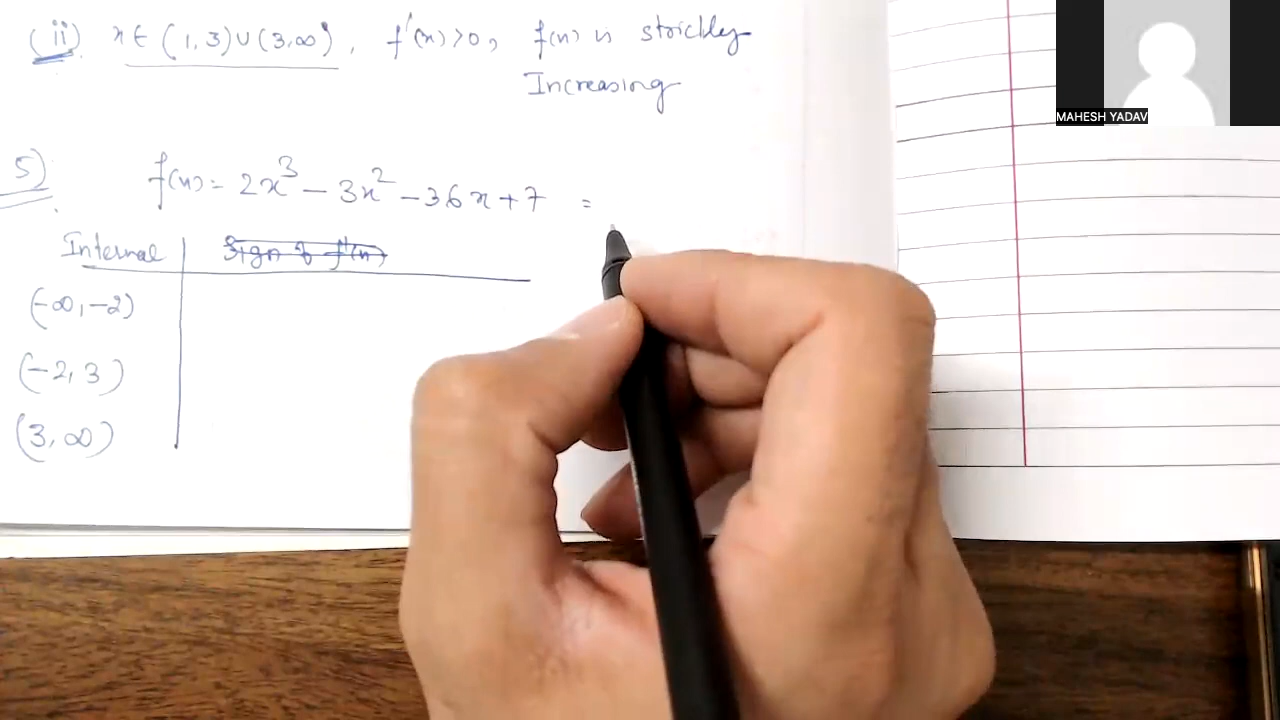 (ii) x ∈ (1, 3) ∪ (3, ∞), f'(x) > 0, f(x) is strictly
Increasing
5) f(x) = 2x³ - 3x² - 36x + 7 =
Interval Sign of f'(x)
(-∞, -2)
(-2, 3)
(3, ∞)
MAHESH YADAV